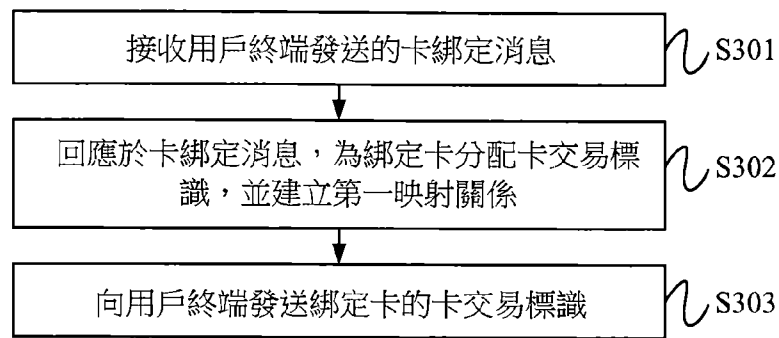 接收用戶終端發送的卡綁定消息
S301
回應於卡綁定消息，為綁定卡分配卡交易標
識，並建立第一映射關係
S302
向用戶終端發送綁定卡的卡交易標識
S303